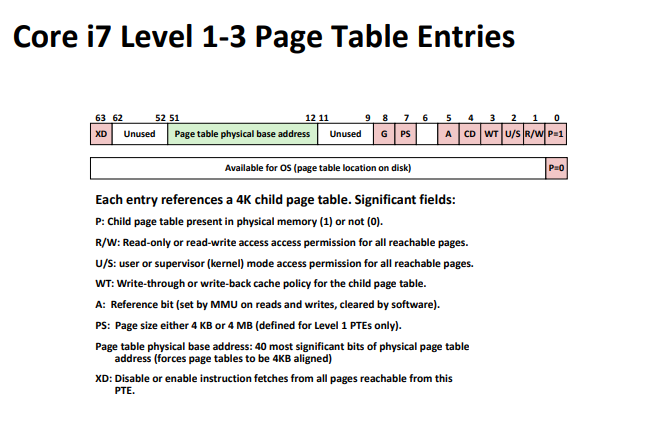 Core i7 Level 1-3 Page Table Entries
63 62 52 51 12 11 9 8 7 6 5 4 3 2 1 0
XD Unused Page table physical base address Unused G PS A CD WT U/S R/W P=1
Available for OS (page table location on disk) P=0
Each entry references a 4K child page table. Significant fields:
P: Child page table present in physical memory (1) or not (0).
R/W: Read-only or read-write access access permission for all reachable pages.
U/S: user or supervisor (kernel) mode access permission for all reachable pages.
WT: Write-through or write-back cache policy for the child page table.
A: Reference bit (set by MMU on reads and writes, cleared by software).
PS: Page size either 4 KB or 4 MB (defined for Level 1 PTEs only).
Page table physical base address: 40 most significant bits of physical page table
address (forces page tables to be 4KB aligned)
XD: Disable or enable instruction fetches from all pages reachable from this
PTE.